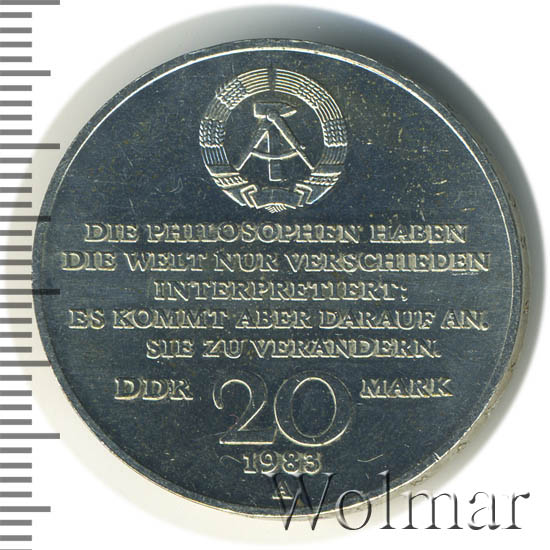 DIE PHILOSOPHEN HABEN
DIE WELT NUR VERSCHIEDEN
INTERPRETIERT;
ES KOMMT ABER DARAUF AN,
SIE ZU VERÄNDERN.
DDR 20 MARK
1983
A
Wolmar